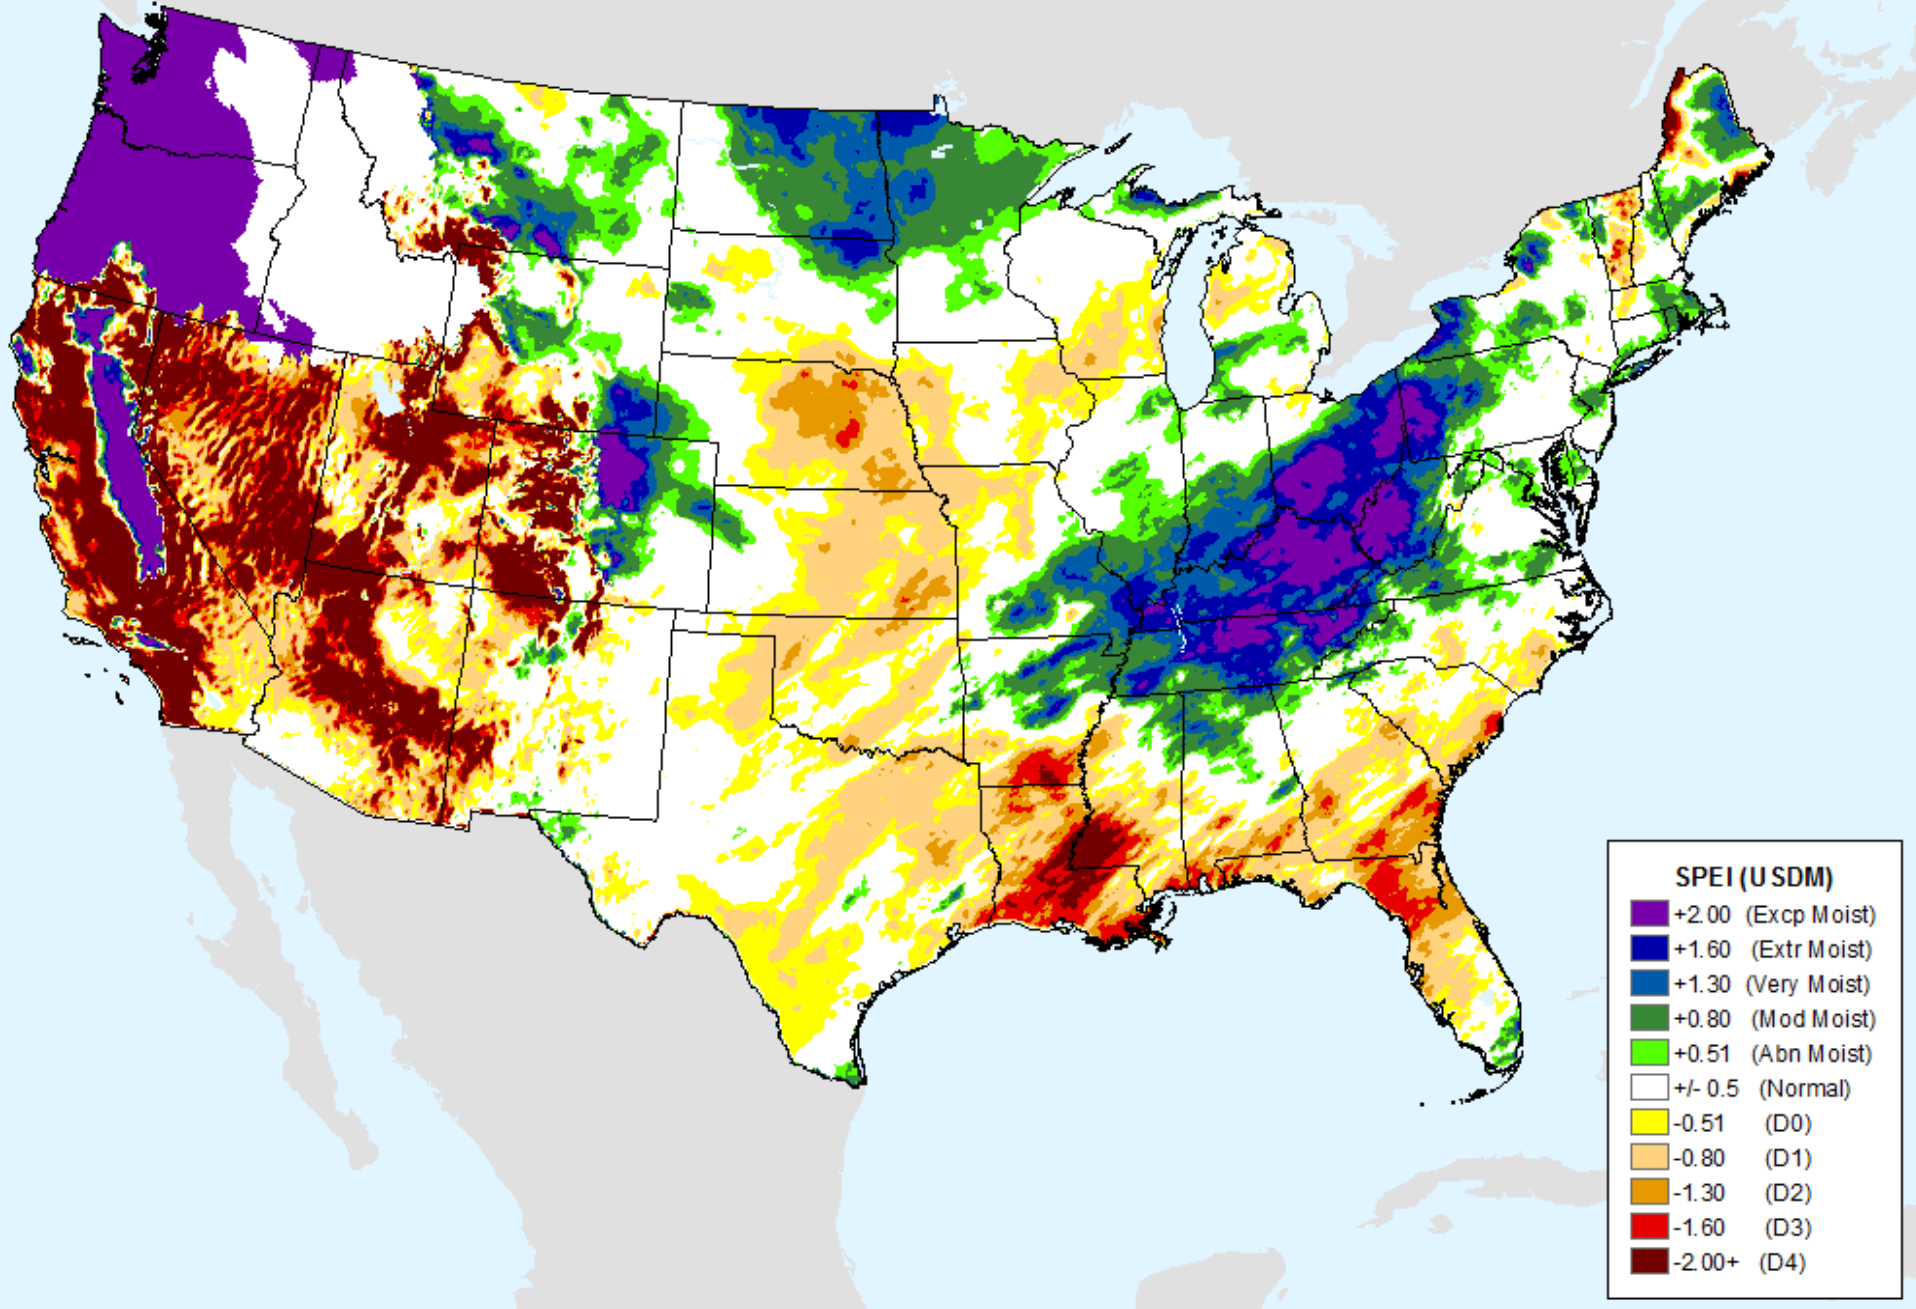 SPEI (USDM)
+2.00 (Excp Moist)
+1.60 (Extr Moist)
+1.30 (Very Moist)
+0.80 (Mod Moist)
+0.51 (Abn Moist)
+/- 0.5 (Normal)
-0.51 (D0)
-0.80 (D1)
-1.30 (D2)
-1.60 (D3)
-2.00+ (D4)